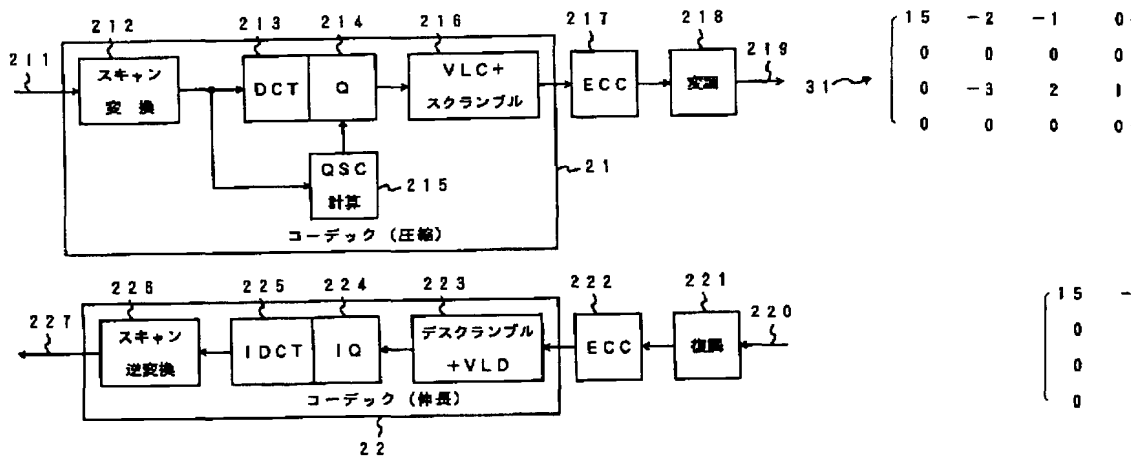 211
212
213
214
216
217
218
219
スキャン
変換
DCT
Q
VLC+
スクランブル
ECC
変調
QSC
計算
215
21
コーデック（圧縮）
31
15 -2 -1 0
0 0 0 0
0 -3 2 1
0 0 0 0
227
226
225
224
223
222
221
220
スキャン
逆変換
IDCT
IQ
デスクランブル
+VLD
ECC
復調
コーデック（伸長）
22
15 -
0
0
0